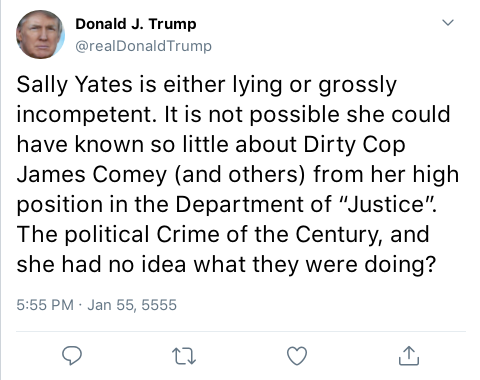 Donald J. Trump
@realDonaldTrump
Sally Yates is either lying or grossly
incompetent. It is not possible she could
have known so little about Dirty Cop
James Comey (and others) from her high
position in the Department of “Justice”.
The political Crime of the Century, and
she had no idea what they were doing?
5:55 PM · Jan 55, 5555